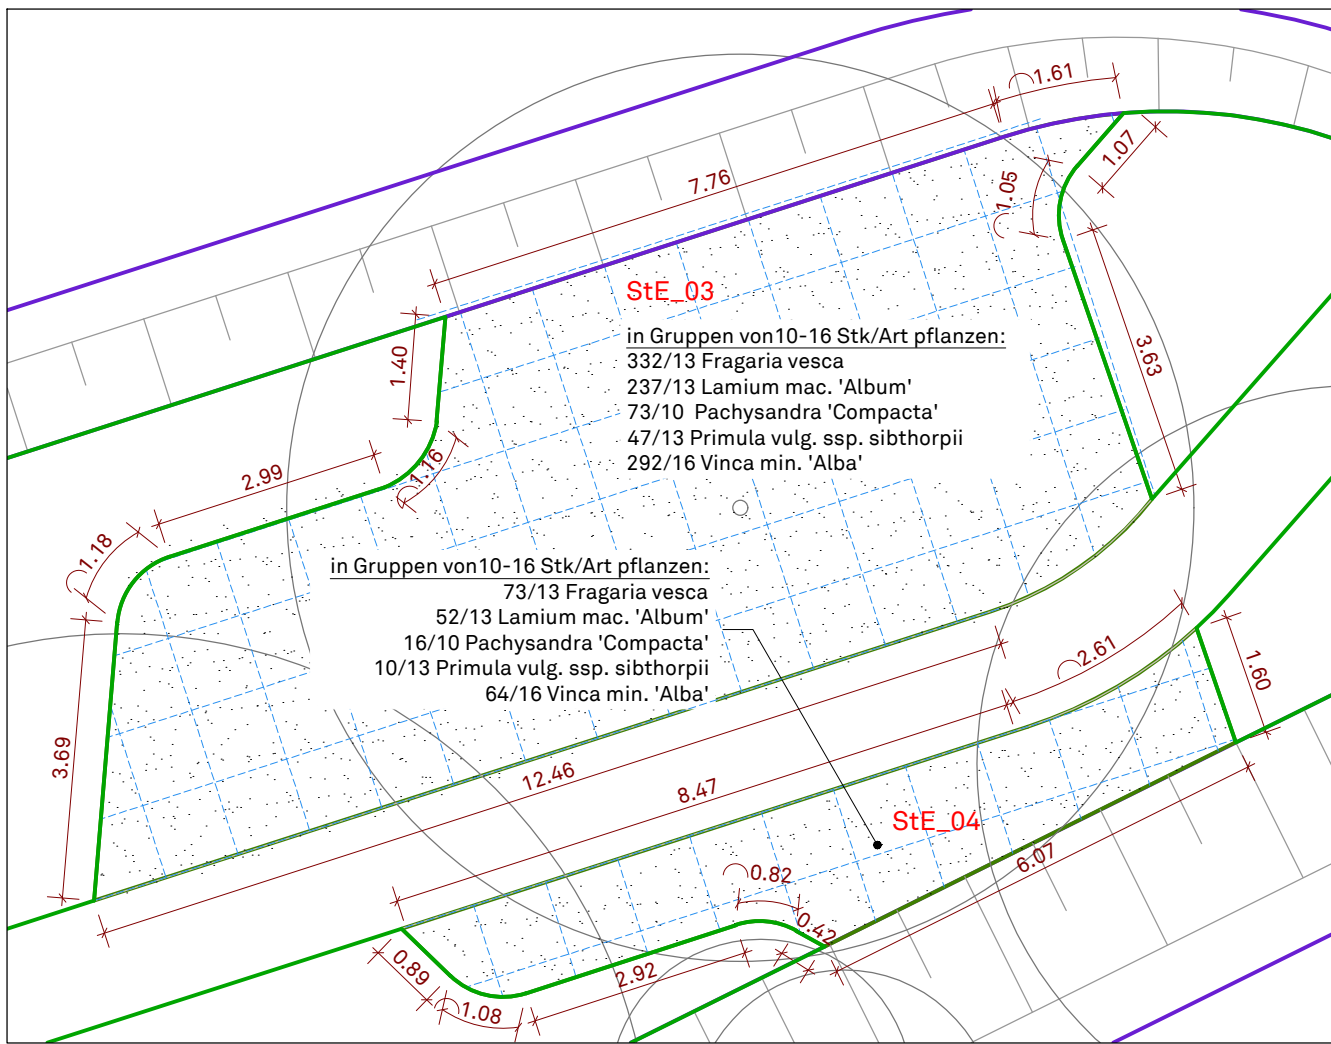 1.61
1.07
7.76
1.05
StE_03
in Gruppen von10-16 Stk/Art pflanzen:
332/13 Fragaria vesca
237/13 Lamium mac. 'Album'
73/10 Pachysandra 'Compacta'
47/13 Primula vulg. ssp. sibthorpii
292/16 Vinca min. 'Alba'
1.40
3.63
2.99
1.16
1.18
in Gruppen von10-16 Stk/Art pflanzen:
73/13 Fragaria vesca
52/13 Lamium mac. 'Album'
16/10 Pachysandra 'Compacta'
10/13 Primula vulg. ssp. sibthorpii
64/16 Vinca min. 'Alba'
2.61
1.60
3.69
12.46
8.47
StE_04
6.07
0.82
0.42
0.89
2.92
1.08